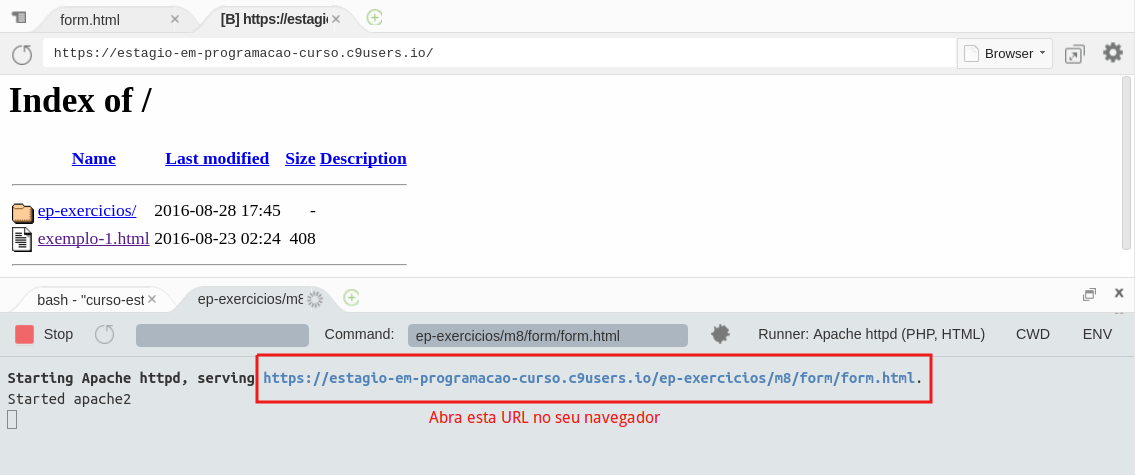 form.html
[B] https://estagio
https://estagio-em-programacao-curso.c9users.io/
Browser
Index of /
Name Last modified Size Description
ep-exercicios/ 2016-08-28 17:45 -
exemplo-1.html 2016-08-23 02:24 408
bash - "curso-est
ep-exercicios/m8
Stop
Command:
ep-exercicios/m8/form/form.html
Runner: Apache httpd (PHP, HTML)
CWD
ENV
Starting Apache httpd, serving https://estagio-em-programacao-curso.c9users.io/ep-exercicios/m8/form/form.html.
Started apache2
Abra esta URL no seu navegador